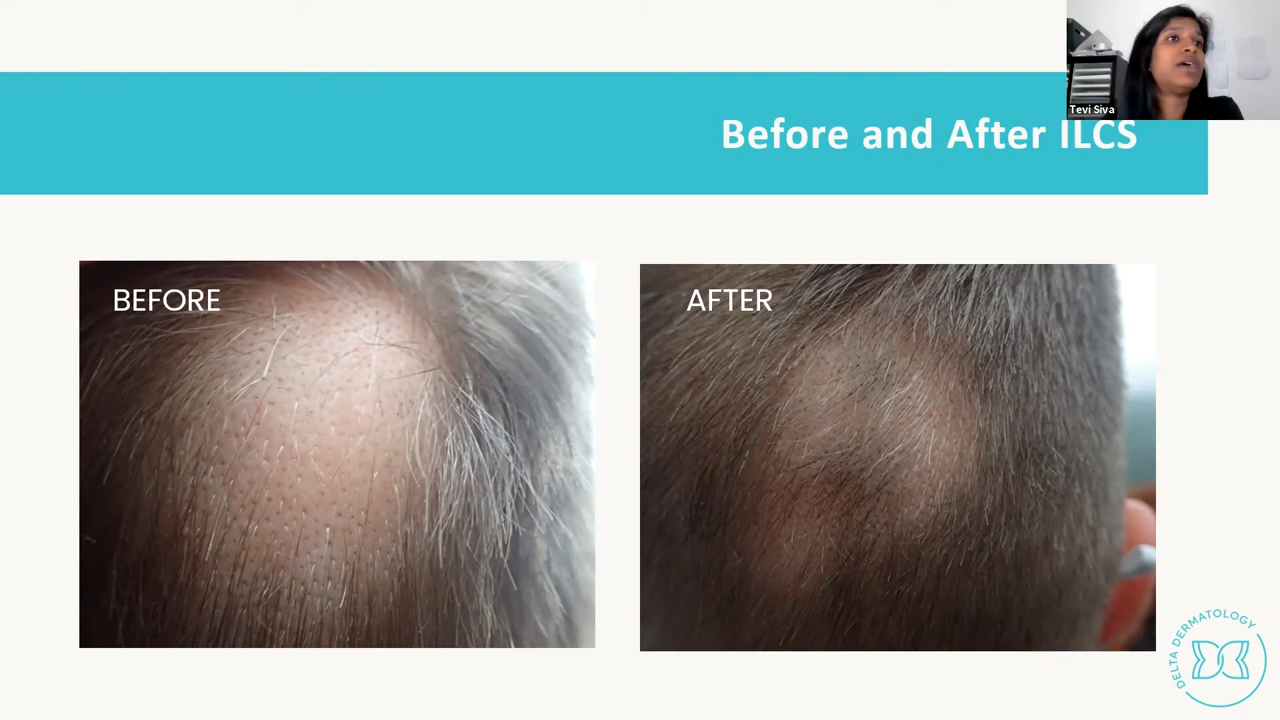 Tevi Siva
Before and After ILCS
BEFORE
AFTER
DELTA DERMATOLOGY